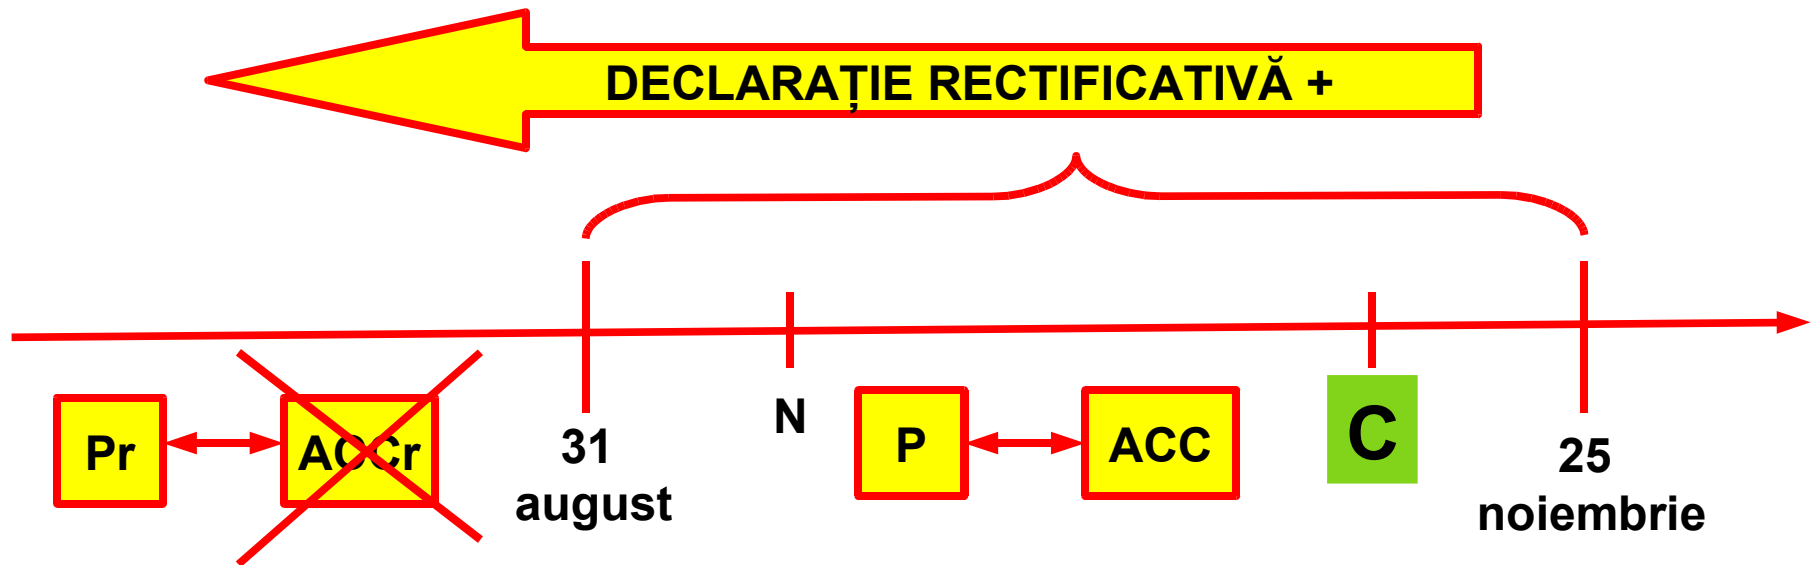 DECLARAȚIE RECTIFICATIVĂ +
Pr
ACCr
31
august
N
P
ACC
C
25
noiembrie